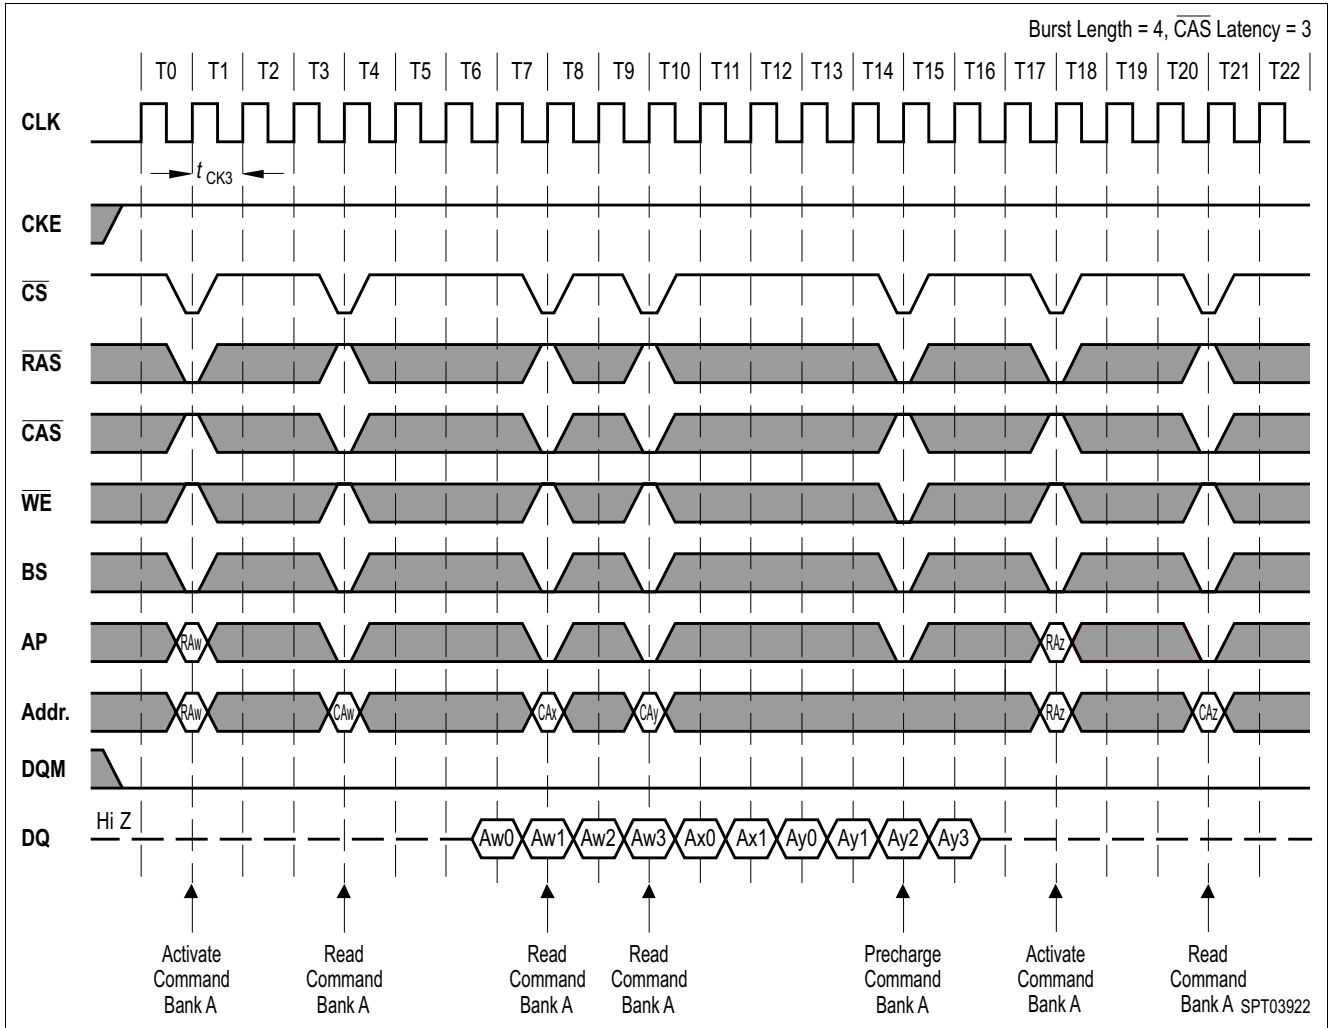 Burst Length = 4, CAS Latency = 3
T0 T1 T2 T3 T4 T5 T6 T7 T8 T9 T10 T11 T12 T13 T14 T15 T16 T17 T18 T19 T20 T21 T22
CLK
t CK3
CKE
CS
RAS
CAS
WE
BS
AP RAw RAz
Addr. RAw CAw CAx CAy RAz CAz
DQM
Hi Z
DQ Aw0 Aw1 Aw2 Aw3 Ax0 Ax1 Ay0 Ay1 Ay2 Ay3
Activate Read Read Read Precharge Activate Read
Command Command Command Command Command Command Command
Bank A Bank A Bank A Bank A Bank A Bank A Bank A SPT03922